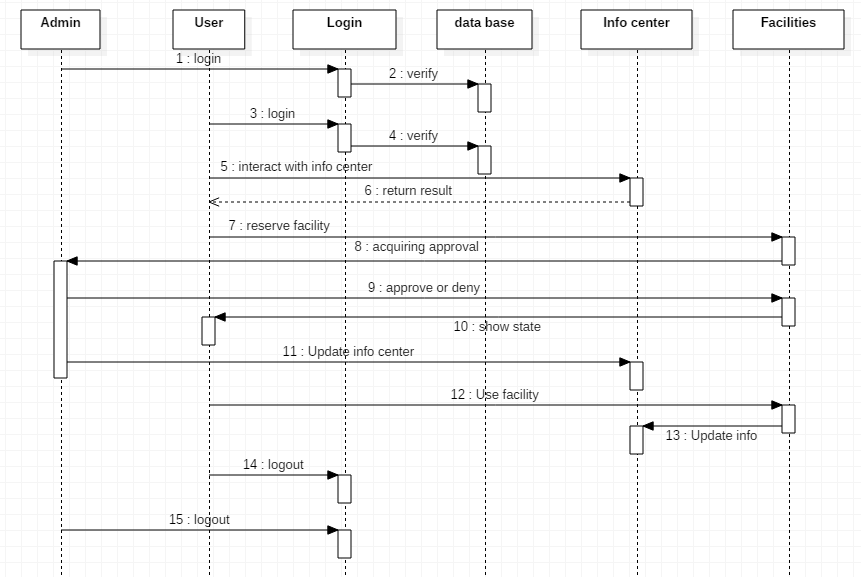 Admin
User
Login
data base
Info center
Facilities
1 : login
2 : verify
3 : login
4 : verify
5 : interact with info center
6 : return result
7 : reserve facility
8 : acquiring approval
9 : approve or deny
10 : show state
11 : Update info center
12 : Use facility
13 : Update info
14 : logout
15 : logout